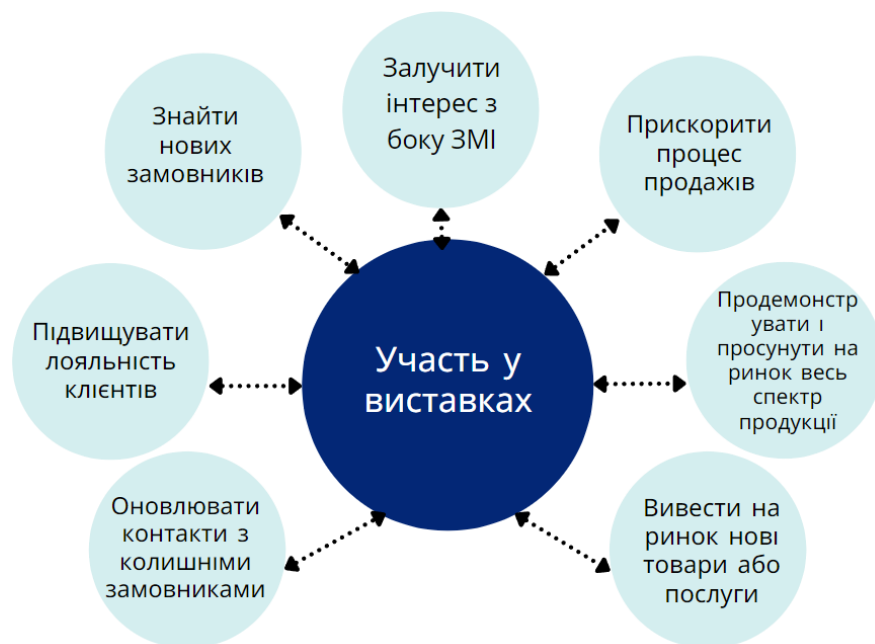 Залучити
інтерес з
боку ЗМІ
Знайти
нових
замовників
Прискорити
процес
продажів
Підвищувати
лояльність
клієнтів
Участь у
виставках
Продемонстр
увати і
просунути на
ринок весь
спектр
продукції
Оновлювати
контакти з
колишніми
замовниками
Вивести на
ринок нові
товари або
послуги